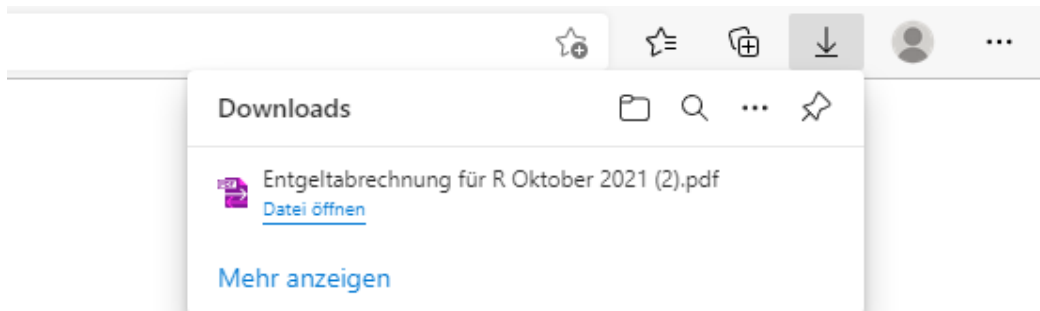 Downloads
Entgeltabrechnung für R Oktober 2021 (2).pdf
Datei öffnen
Mehr anzeigen